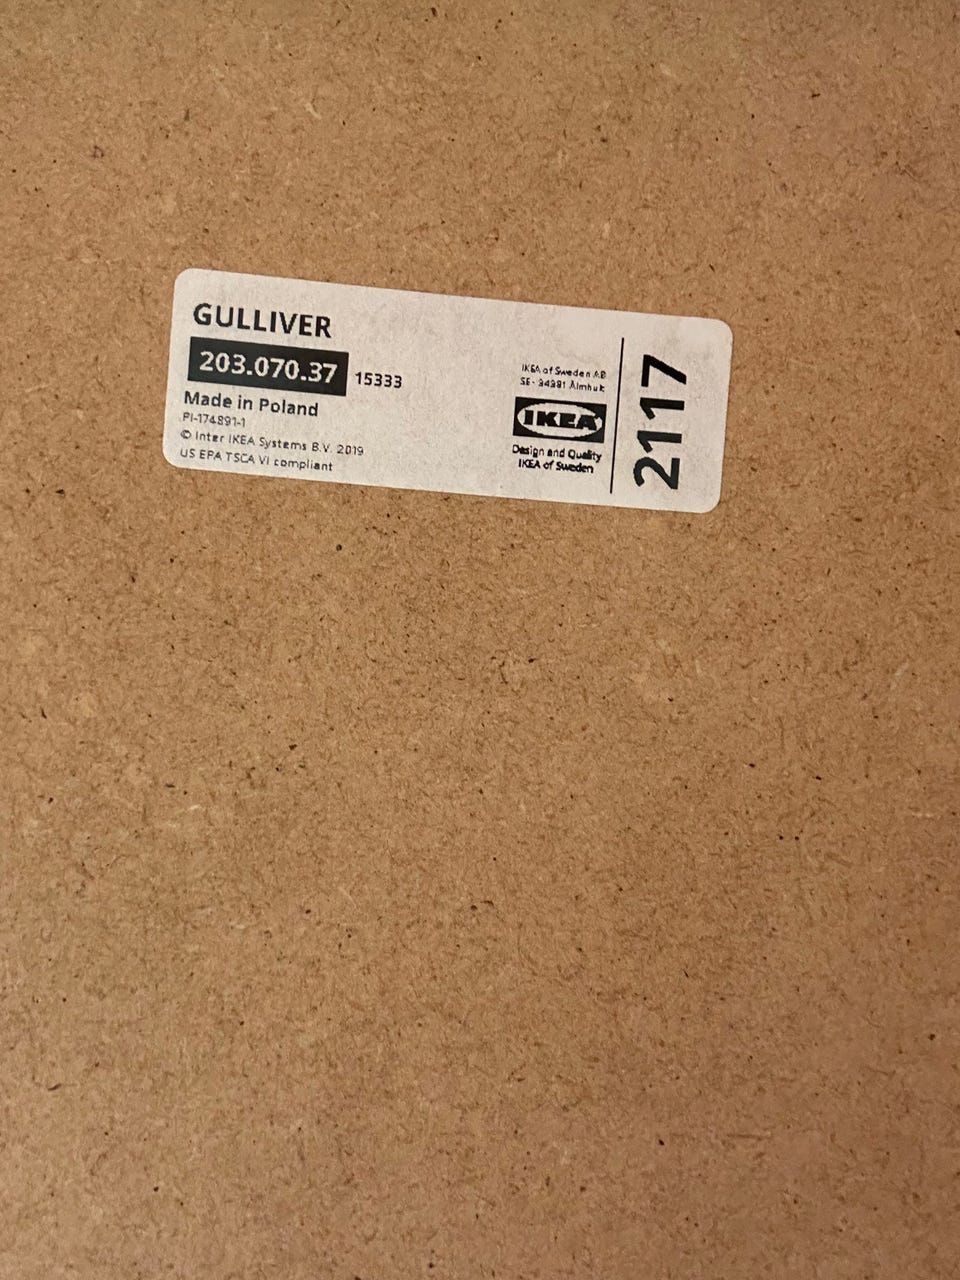 GULLIVER
203.070.37 15333
Made in Poland
PI-174891-1
© Inter IKEA Systems B.V. 2019
US EPA TSCA VI compliant
IKEA of Sweden AB
SE- 34381 Älmhult
IKEA
Design and Quality
IKEA of Sweden
2117